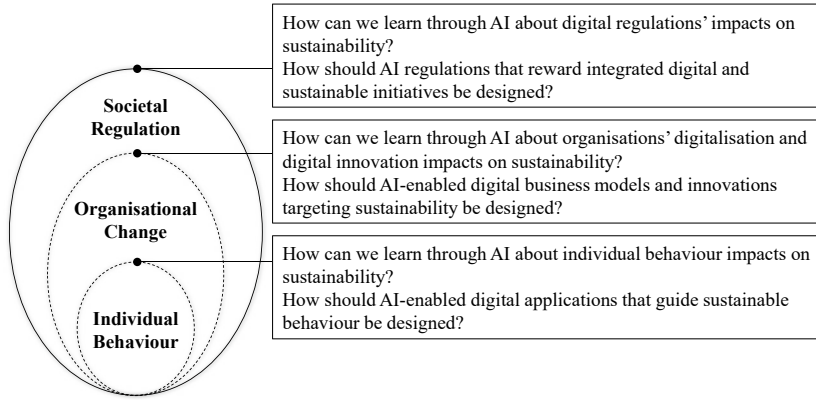 How can we learn through AI about digital regulations’ impacts on
sustainability?
How should AI regulations that reward integrated digital and
sustainable initiatives be designed?
Societal
Regulation
How can we learn through AI about organisations’ digitalisation and
digital innovation impacts on sustainability?
How should AI-enabled digital business models and innovations
targeting sustainability be designed?
Organisational
Change
How can we learn through AI about individual behaviour impacts on
sustainability?
How should AI-enabled digital applications that guide sustainable
behaviour be designed?
Individual
Behaviour